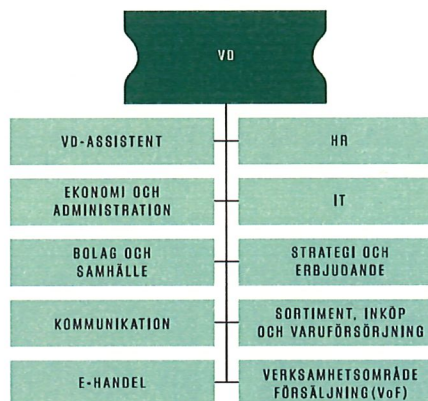 VD
VD-ASSISTENT
HR
EKONOMI OCH
ADMINISTRATION
IT
BOLAG OCH
SAMHÄLLE
STRATEGI OCH
ERBJUDANDE
KOMMUNIKATION
SORTIMENT, INKÖP
OCH VARUFÖRSÖRJNING
E-HANDEL
VERKSAMHETSOMRÅDE
FÖRSÄLJNING (VoF)